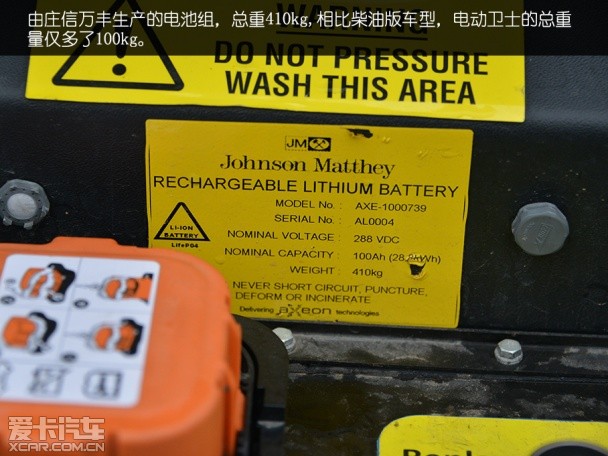 由庄信万丰生产的电池组，总重410kg,相比柴油版车型，电动卫士的总重
量仅多了100kg。
DO NOT PRESSURE
WASH THIS AREA
JM
Johnson Matthey
RECHARGEABLE LITHIUM BATTERY
MODEL No. : AXE-1000739
SERIAL No. : AL0004
LI-ION
BATTERY
LifePO4
NOMINAL VOLTAGE : 288 VDC
NOMINAL CAPACITY : 100Ah (28.8kWh)
WEIGHT : 410kg
NEVER SHORT CIRCUIT, PUNCTURE,
DEFORM OR INCINERATE
Delivering axeon technologies
爱卡汽车
XCAR.COM.CN